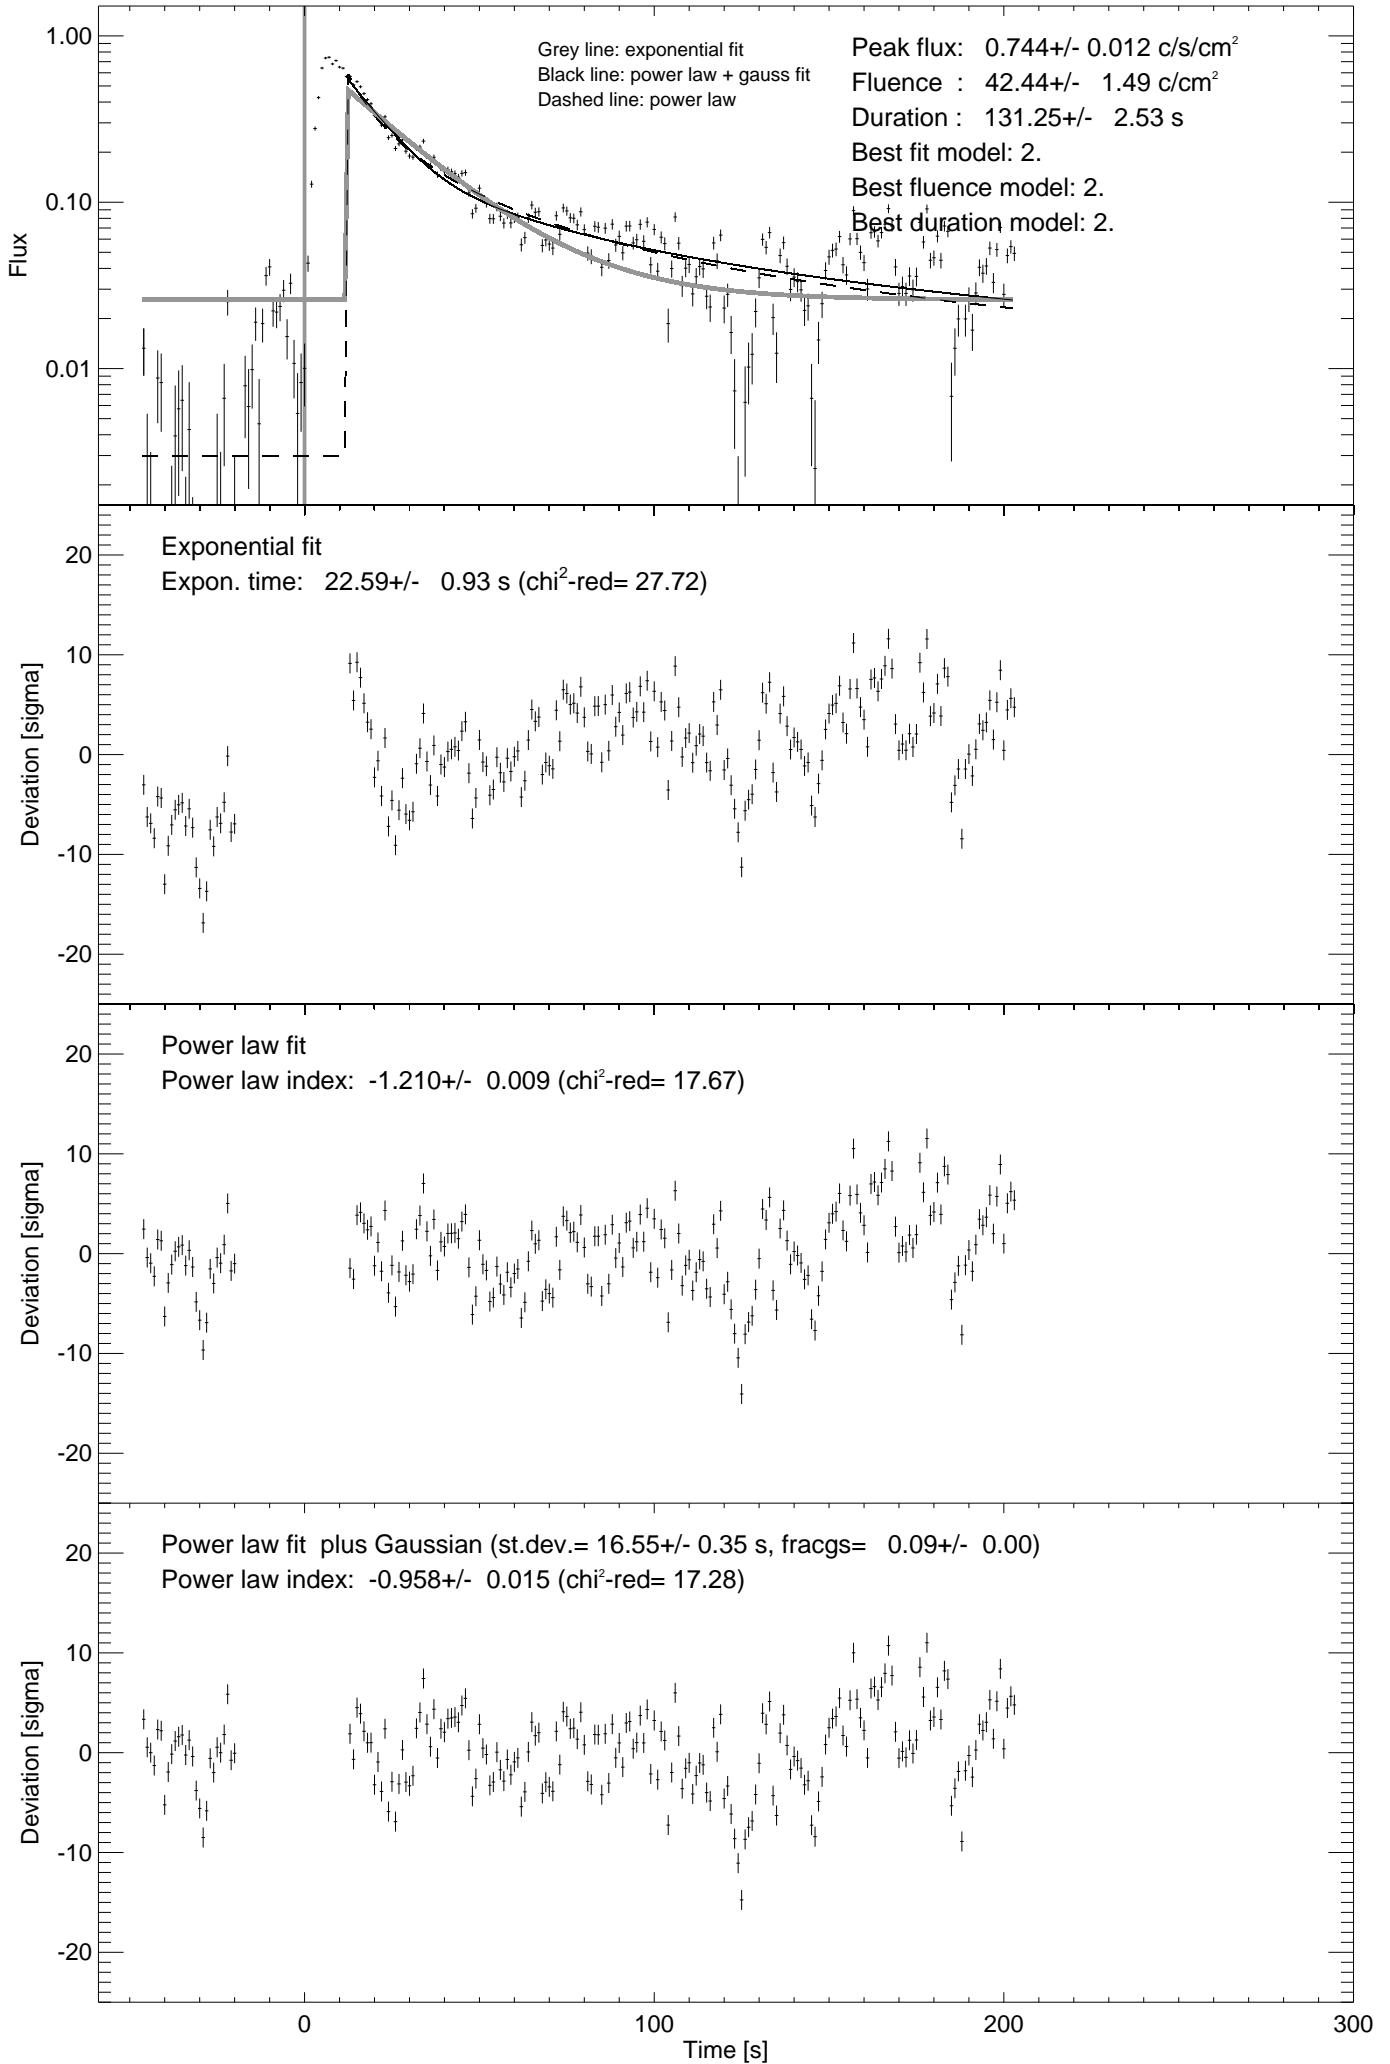 1.00
0.10
0.01
Flux
Grey line: exponential fit
Black line: power law + gauss fit
Dashed line: power law
Peak flux: 0.744+/- 0.012 c/s/cm²
Fluence : 42.44+/- 1.49 c/cm²
Duration : 131.25+/- 2.53 s
Best fit model: 2.
Best fluence model: 2.
Best duration model: 2.
Exponential fit
Expon. time: 22.59+/- 0.93 s (chi²-red= 27.72)
20
10
0
-10
-20
Deviation [sigma]
Power law fit
Power law index: -1.210+/- 0.009 (chi²-red= 17.67)
20
10
0
-10
-20
Deviation [sigma]
Power law fit plus Gaussian (st.dev.= 16.55+/- 0.35 s, fracgs= 0.09+/- 0.00)
Power law index: -0.958+/- 0.015 (chi²-red= 17.28)
20
10
0
-10
-20
Deviation [sigma]
0 100 200 300
Time [s]